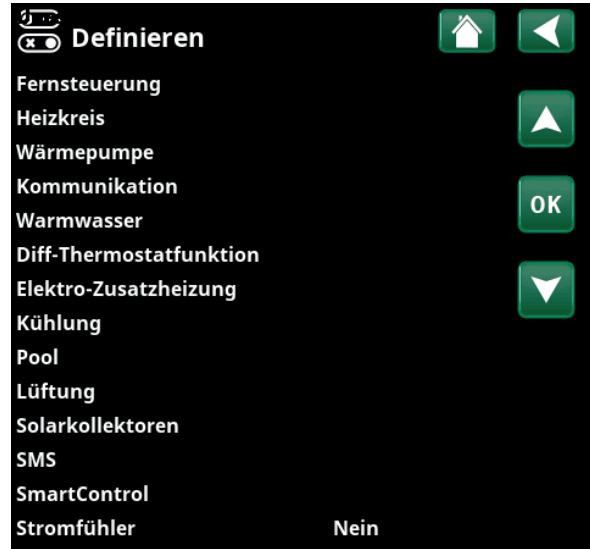 Definieren
Fernsteuerung
Heizkreis
Wärmepumpe
OK
Kommunikation
Warmwasser
Diff-Thermostatfunktion
Elektro-Zusatzheizung
Kühlung
Pool
Lüftung
Solarkollektoren
SMS
SmartControl
Stromfühler Nein